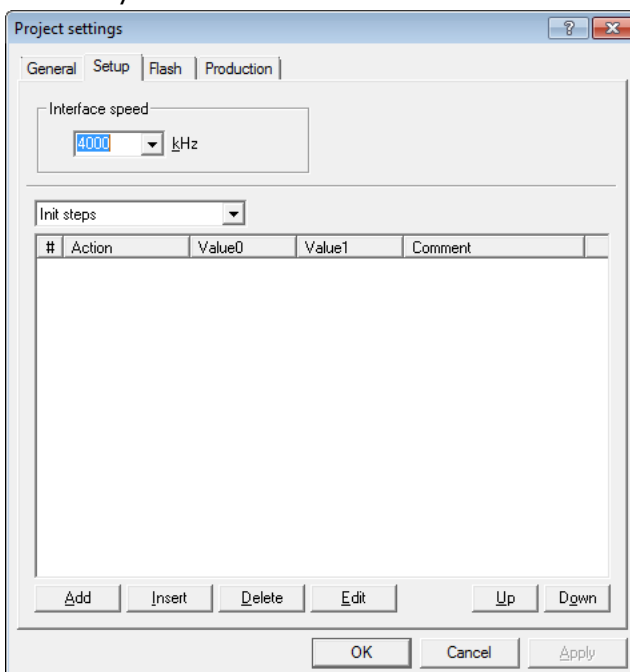 Project settings
General Setup Flash Production
Interface speed
4000 kHz
Init steps
# Action Value0 Value1 Comment
Add Insert Delete Edit Up Down
OK Cancel Apply